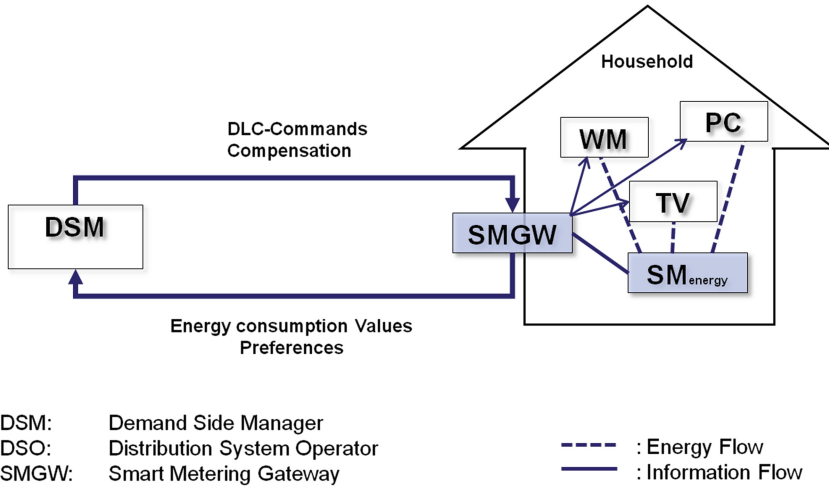 Household
PC
WM
DLC-Commands
Compensation
TV
DSM
SMGW
SMenergy
Energy consumption Values
Preferences
DSM: Demand Side Manager
DSO: Distribution System Operator
SMGW: Smart Metering Gateway
: Energy Flow
: Information Flow